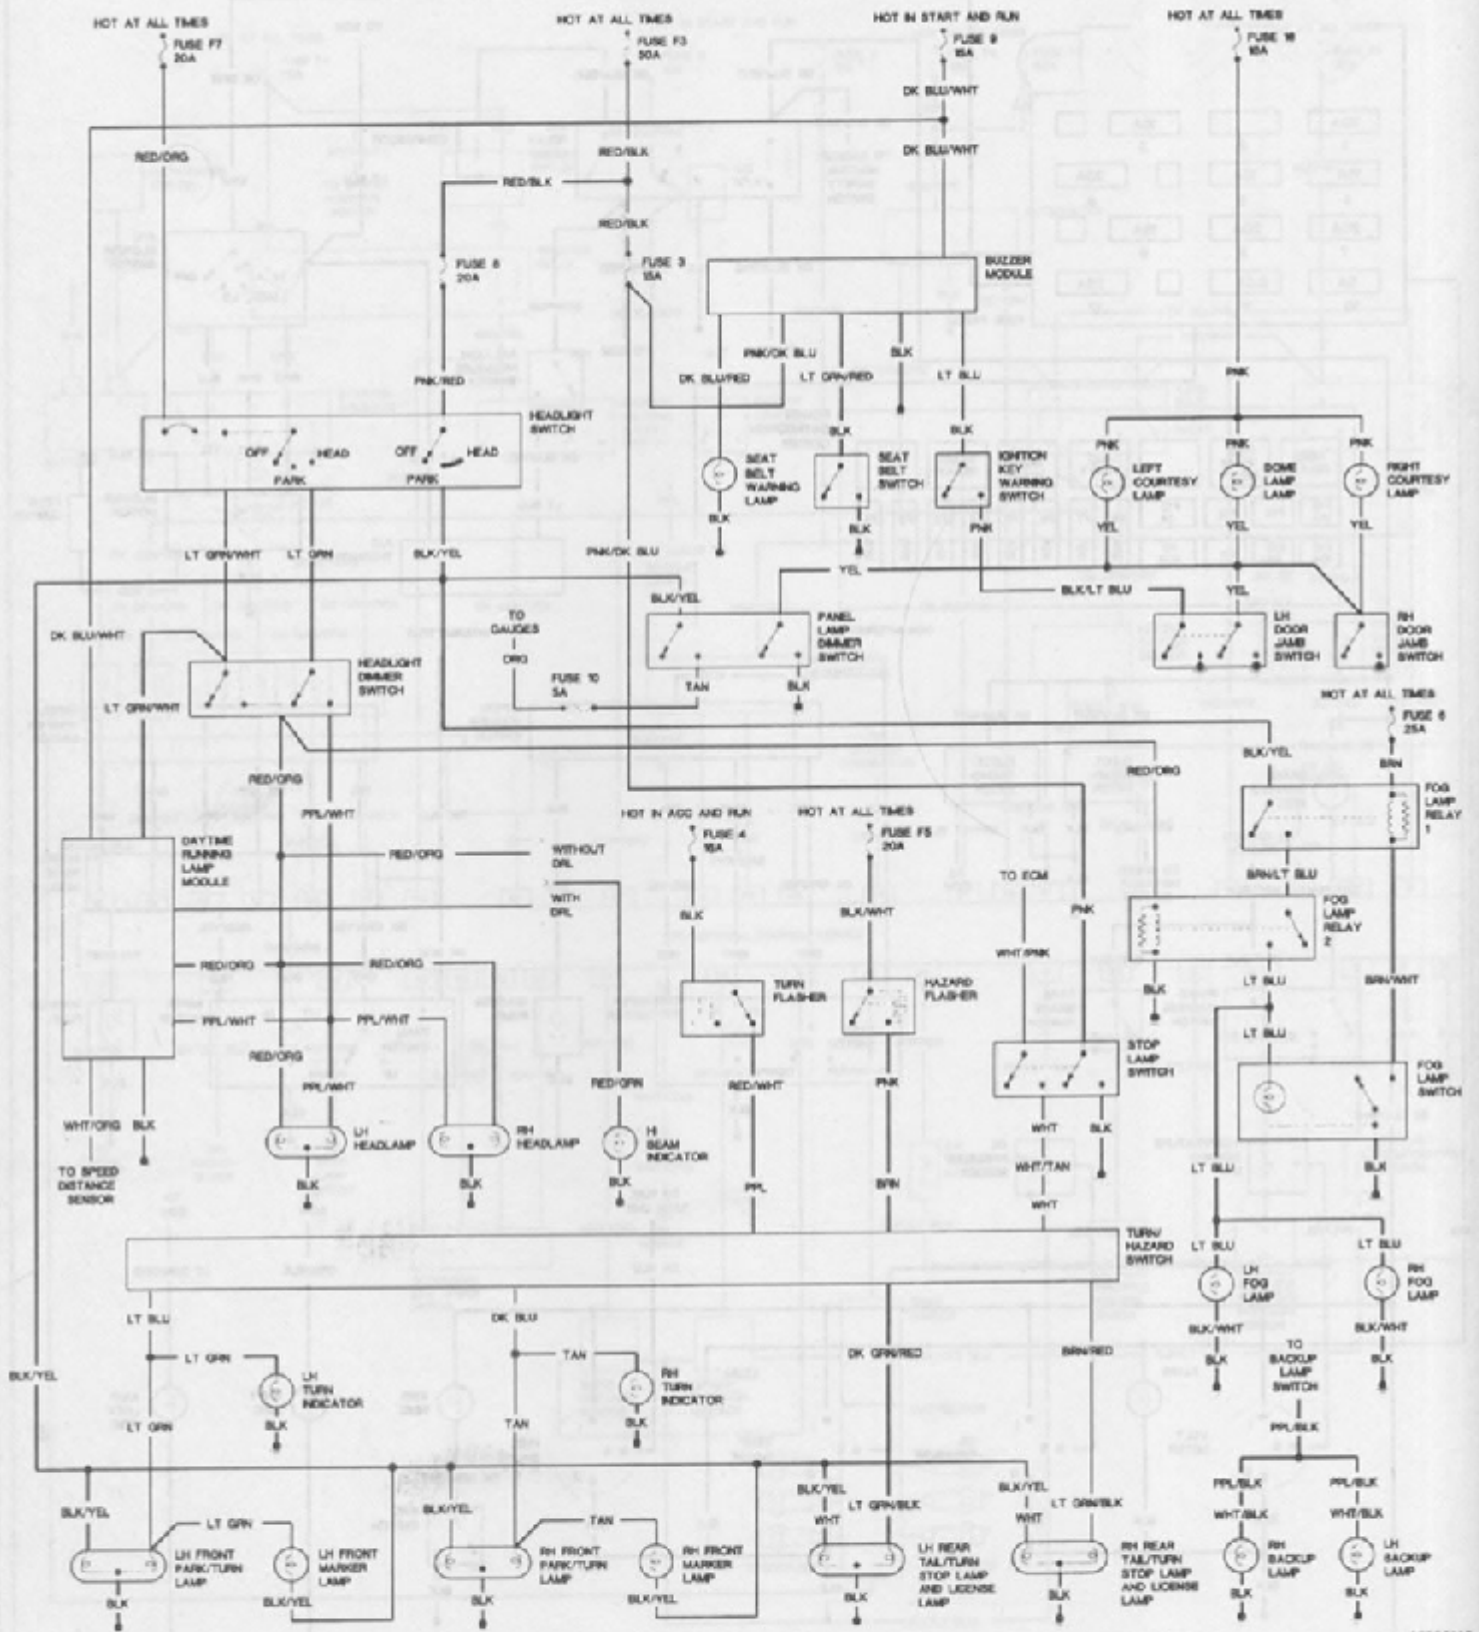 HOT AT ALL TIMES
FUSE F7
20A
HOT AT ALL TIMES
FUSE F3
50A
HOT IN START AND RUN
FUSE 9
15A
HOT AT ALL TIMES
FUSE
DK BLU/WHT
RED/ORG
RED/BLK
DK BLU/WHT
RED/BLK
RED/BLK
FUSE
20A
FUSE 3
15A
BUZZER
MODULE
PNK/RED
PNK/DK BLU
BLK
DK BLU/RED
LT GRN/RED
LT BLU
PNK
HEADLIGHT
SWITCH
OFF
HEAD
PARK
OFF
HEAD
PARK
BLK
BLK
SEAT
BELT
WARNING
LAMP
SEAT
BELT
SWITCH
IGNITION
KEY
WARNING
SWITCH
PNK
PNK
PNK
LEFT
COURTESY
LAMP
DOME
LAMP
LAMP
RIGHT
COURTESY
LAMP
BLK
BLK
PNK
YEL
YEL
YEL
LT GRN/WHT
LT GRN
BLK/YEL
PNK/DK BLU
YEL
BLK/LT BLU
YEL
BLK/YEL
TO
GAUGES
ORG
FUSE 10
5A
PANEL
LAMP
DIMMER
SWITCH
TAN
BLK
LH
DOOR
JAMB
SWITCH
RH
DOOR
JAMB
SWITCH
DK BLU/WHT
HEADLIGHT
DIMMER
SWITCH
LT GRN/WHT
HOT AT ALL TIMES
FUSE 6
25A
BRN
BLK/YEL
RED/ORG
RED/ORG
PPL/WHT
FOG
LAMP
RELAY
1
HOT IN ACC AND RUN
FUSE 4
15A
HOT AT ALL TIMES
FUSE F5
20A
DAYTIME
RUNNING
LAMP
MODULE
RED/ORG
WITHOUT
DRL
WITH
DRL
TO ECM
BRN/LT BLU
FOG
LAMP
RELAY
2
BLK
BLK/WHT
PNK
WHT/PNK
RED/ORG
RED/ORG
PPL/WHT
PPL/WHT
TURN
FLASHER
HAZARD
FLASHER
BLK
LT BLU
BRN/WHT
LT BLU
RED/ORG
PPL/WHT
RED/GRN
RED/WHT
PNK
STOP
LAMP
SWITCH
FOG
LAMP
SWITCH
WHT/ORG
BLK
TO SPEED
DISTANCE
SENSOR
LH
HEADLAMP
BLK
RH
HEADLAMP
BLK
HI
BEAM
INDICATOR
BLK
PPL
BRN
WHT
BLK
WHT/TAN
WHT
LT BLU
BLK
TURN/
HAZARD
SWITCH
LT BLU
LT BLU
LH
FOG
LAMP
RH
FOG
LAMP
BLK/WHT
BLK/WHT
BLK
BLK
LT BLU
DK BLU
DK GRN/RED
BRN/RED
TO
BACKUP
LAMP
SWITCH
PPL/BLK
BLK/YEL
LT GRN
LH
TURN
INDICATOR
BLK
LT GRN
TAN
RH
TURN
INDICATOR
BLK
TAN
BLK/YEL
LT GRN
BLK/YEL
TAN
BLK/YEL
WHT
LT GRN/BLK
BLK/YEL
WHT
LT GRN/BLK
PPL/BLK
PPL/BLK
WHT/BLK
WHT/BLK
LH FRONT
PARK/TURN
LAMP
BLK
LH FRONT
MARKER
LAMP
BLK/YEL
RH FRONT
PARK/TURN
LAMP
BLK
RH FRONT
MARKER
LAMP
BLK/YEL
LH REAR
TAIL/TURN
STOP LAMP
AND LICENSE
LAMP
BLK
RH REAR
TAIL/TURN
STOP LAMP
AND LICENSE
LAMP
BLK
RH
BACKUP
LAMP
BLK
LH
BACKUP
LAMP
BLK